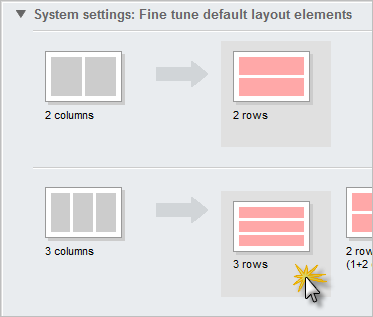 System settings: Fine tune default layout elements
2 columns
2 rows
3 columns
3 rows
2 row
(1+2